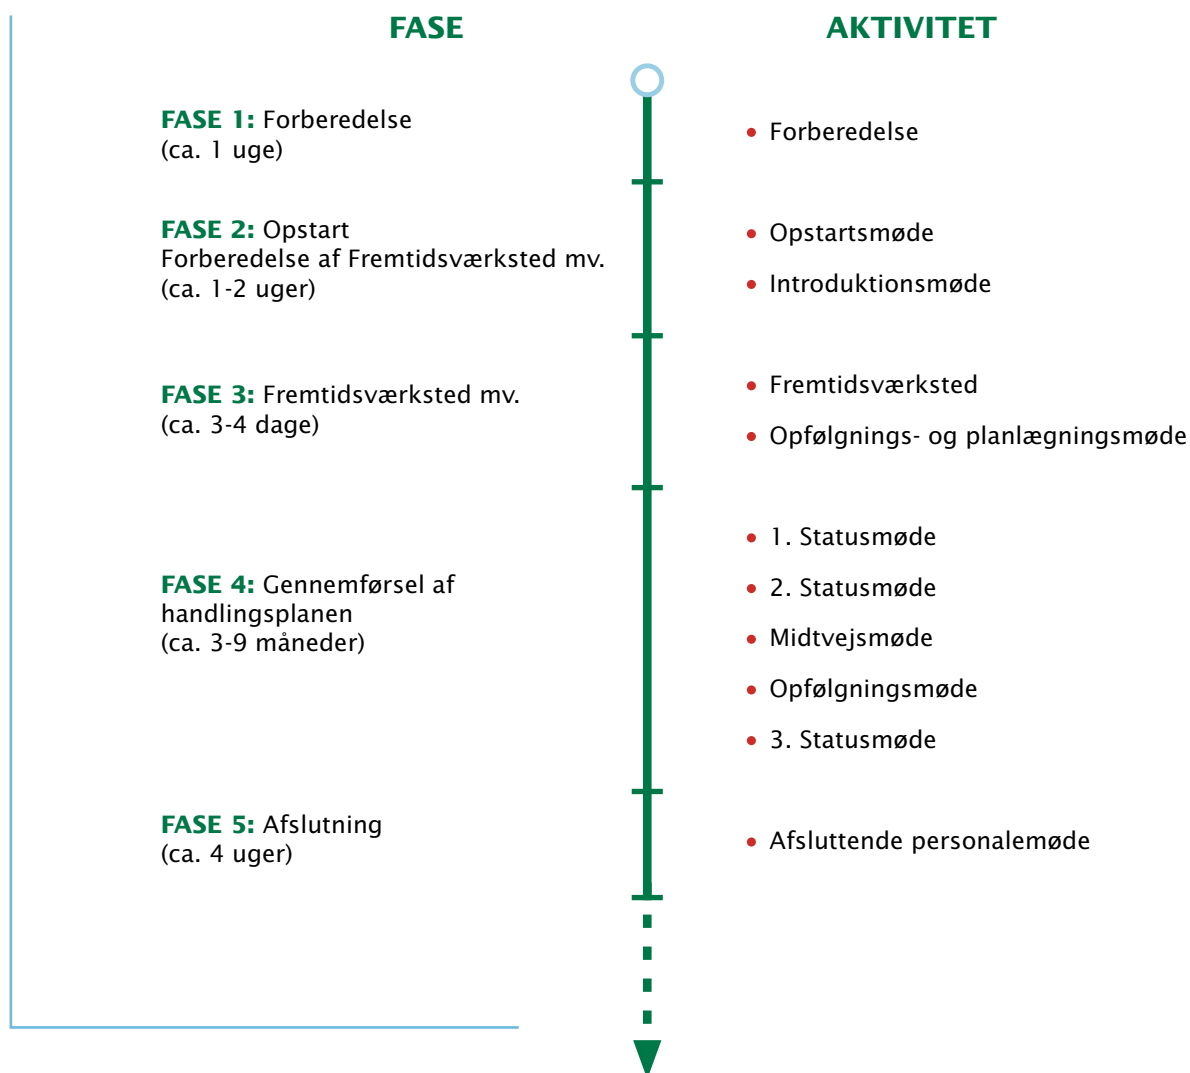 FASE
AKTIVITET
FASE 1: Forberedelse
(ca. 1 uge)
• Forberedelse
FASE 2: Opstart
Forberedelse af Fremtidsværksted mv.
(ca. 1-2 uger)
• Opstartsmøde
• Introduktionsmøde
FASE 3: Fremtidsværksted mv.
(ca. 3-4 dage)
• Fremtidsværksted
• Opfølgnings- og planlægningsmøde
FASE 4: Gennemførsel af
handlingsplanen
(ca. 3-9 måneder)
• 1. Statusmøde
• 2. Statusmøde
• Midtvejsmøde
• Opfølgningsmøde
• 3. Statusmøde
FASE 5: Afslutning
(ca. 4 uger)
• Afsluttende personalemøde